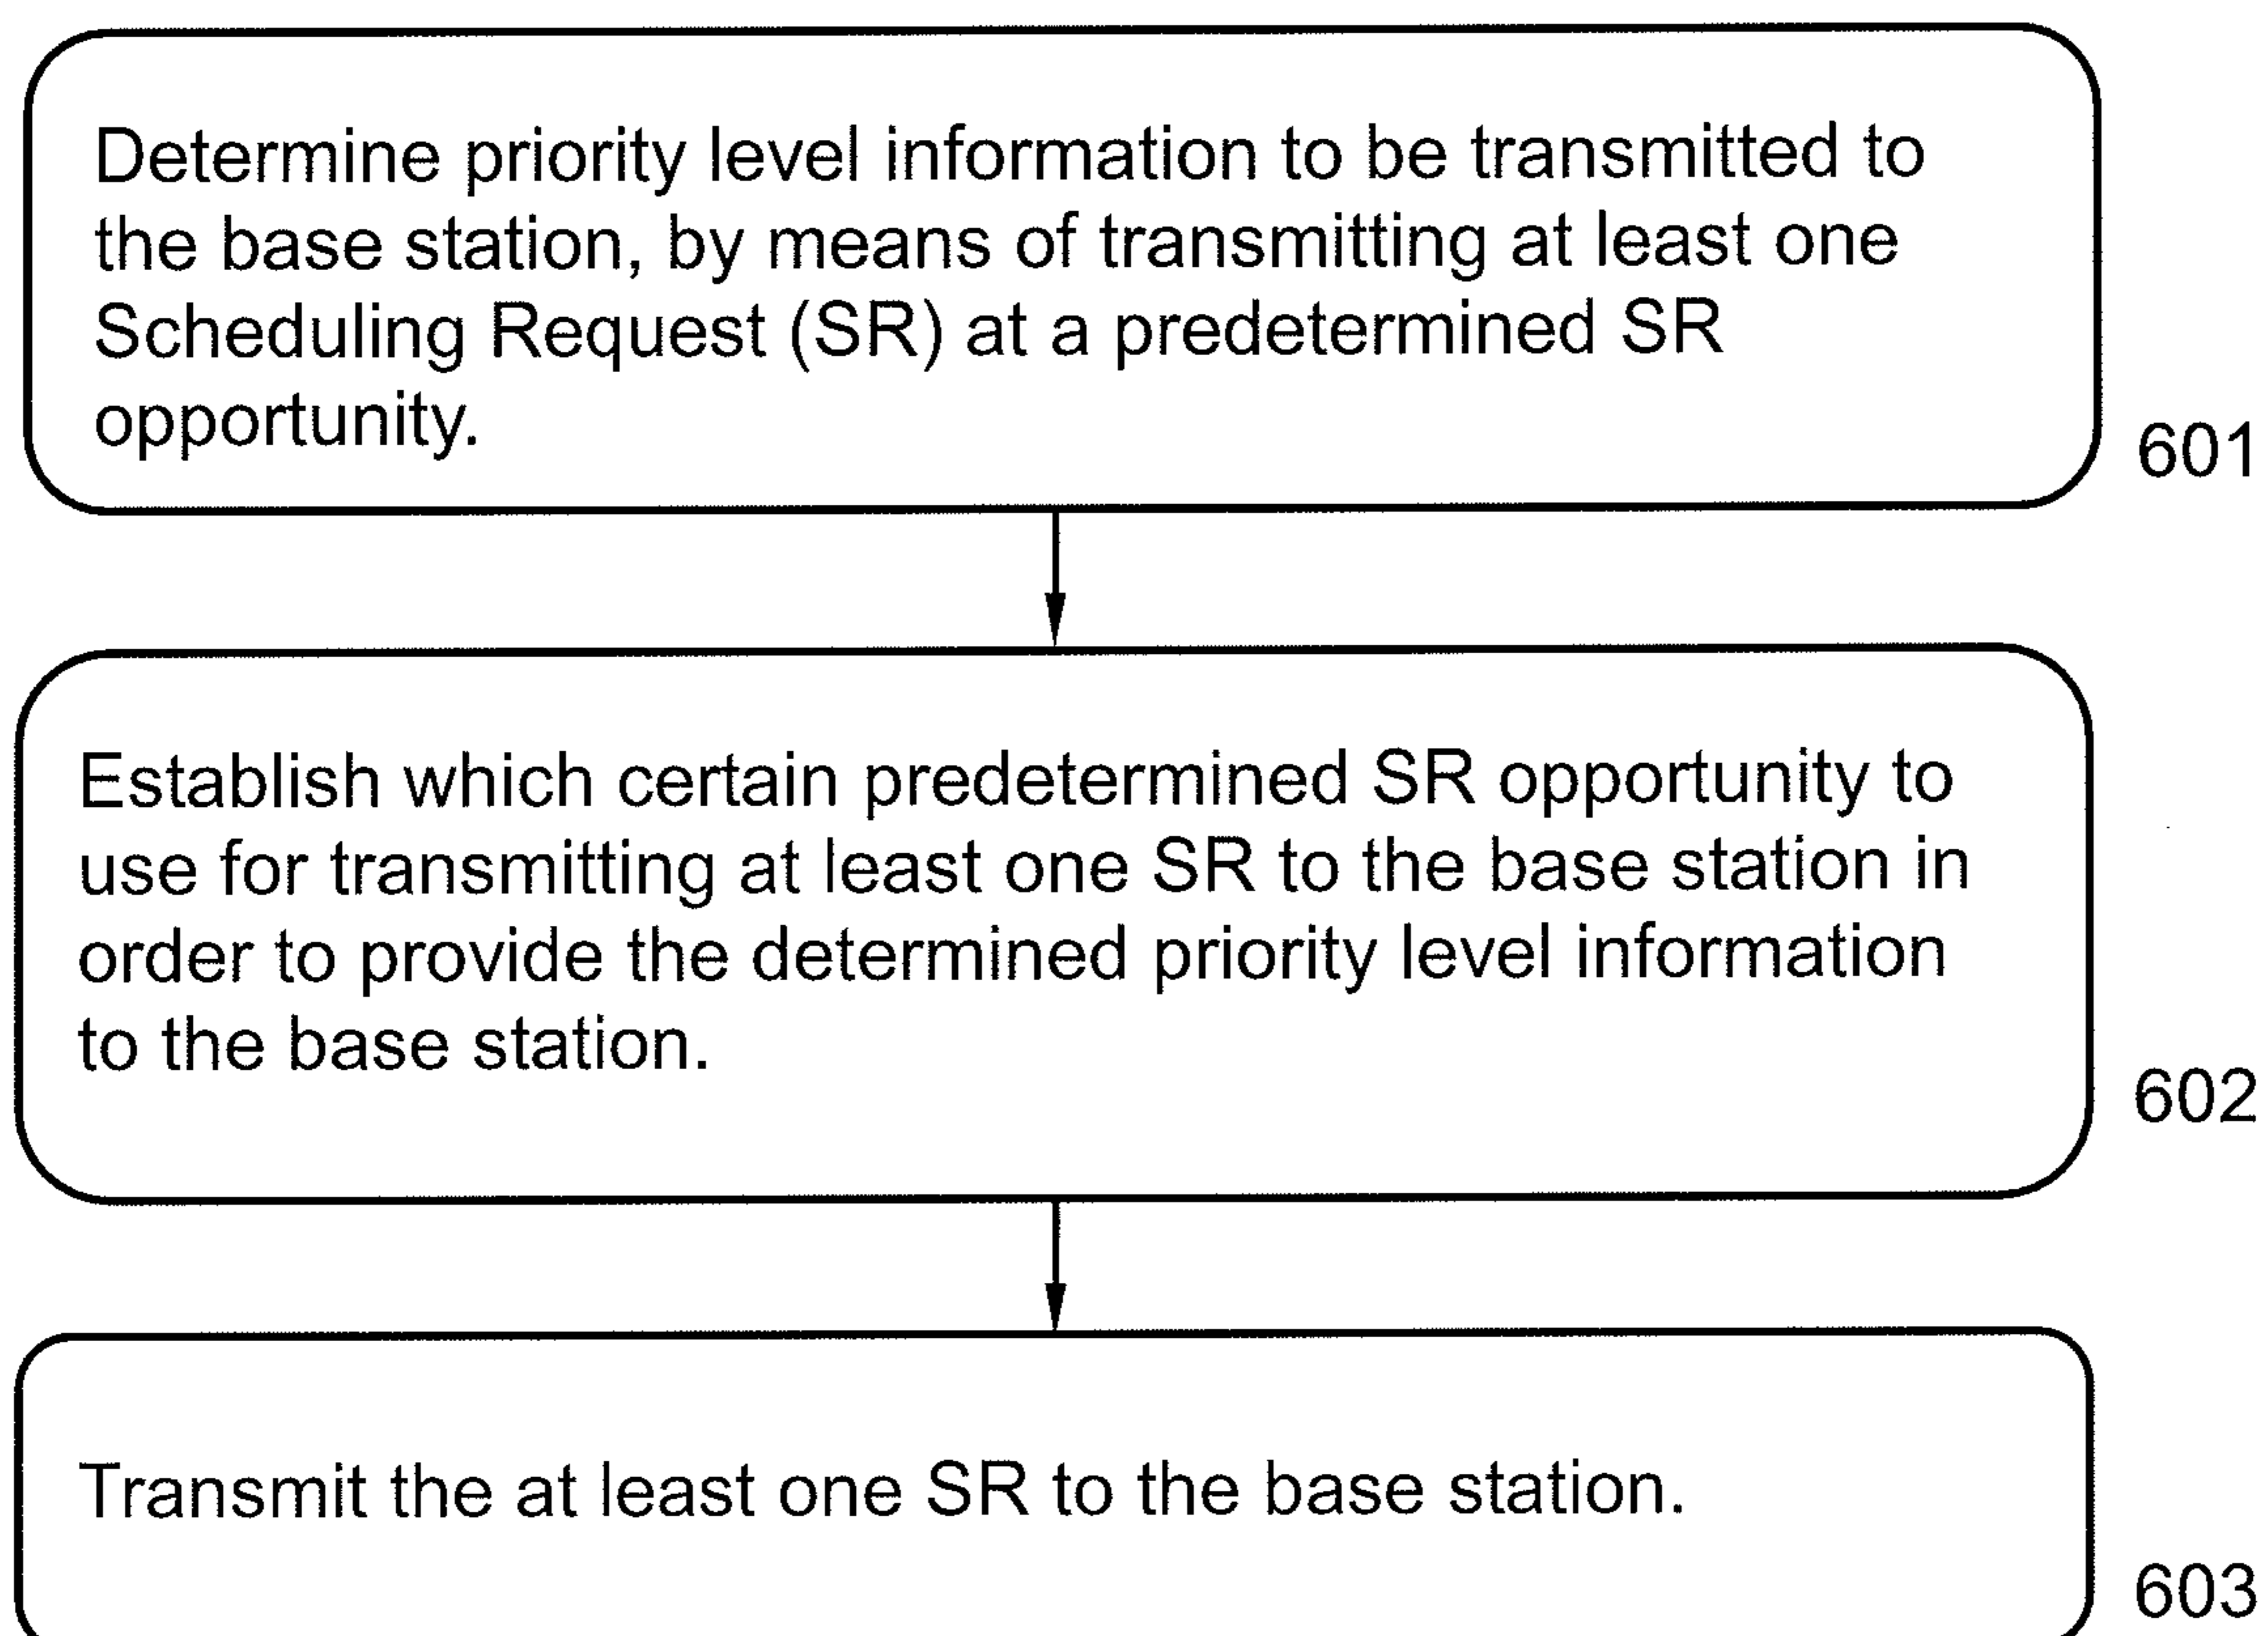 Determine priority level information to be transmitted to
the base station, by means of transmitting at least one
Scheduling Request (SR) at a predetermined SR
opportunity.
601
Establish which certain predetermined SR opportunity to
use for transmitting at least one SR to the base station in
order to provide the determined priority level information
to the base station.
602
Transmit the at least one SR to the base station.
603